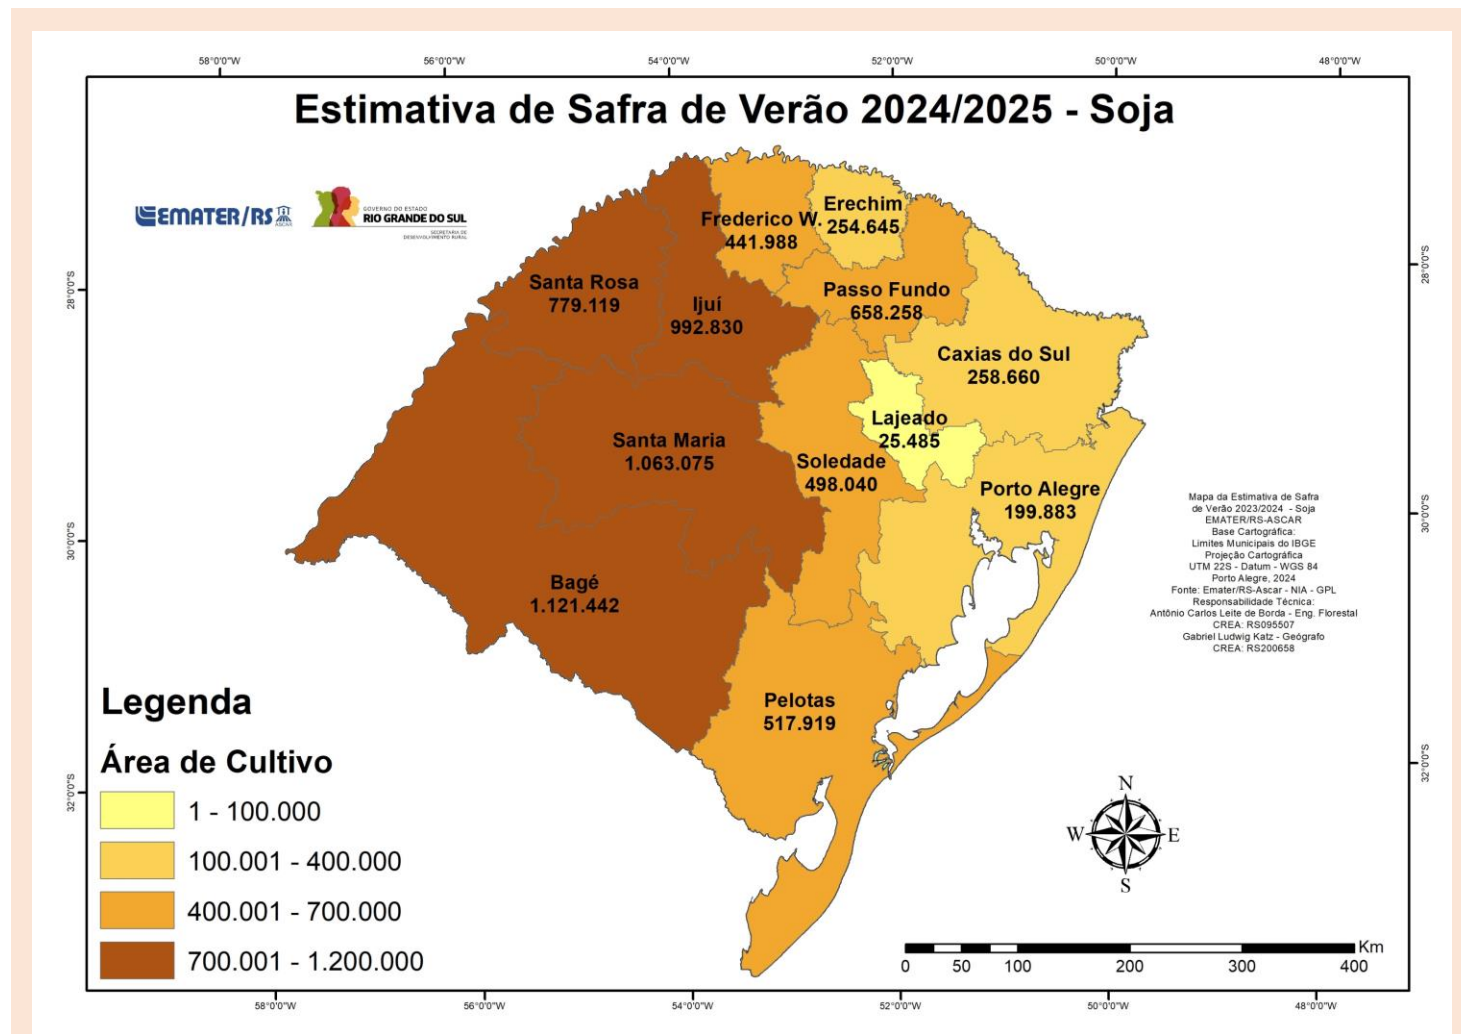 58°0'0"W
56°0'0"W
54°0'0"W
52°0'0"W
50°0'0"W
48°0'0"W
Estimativa de Safra de Verão 2024/2025 - Soja
EMATER/RS
ASCAR
GOVERNO DO ESTADO
RIO GRANDE DO SUL
SECRETARIA DE
DESENVOLVIMENTO RURAL
Frederico W.
441.988
Erechim
254.645
28°0'0"S
28°0'0"S
Santa Rosa
779.119
Ijuí
992.830
Passo Fundo
658.258
Caxias do Sul
258.660
Lajeado
25.485
Santa Maria
1.063.075
Soledade
498.040
Porto Alegre
199.883
30°0'0"S
30°0'0"S
Bagé
1.121.442
Pelotas
517.919
Mapa da Estimativa de Safra
de Verão 2023/2024 - Soja
EMATER/RS-ASCAR
Base Cartográfica:
Limites Municipais do IBGE
Projeção Cartográfica
UTM 22S - Datum - WGS 84
Porto Alegre, 2024
Fonte: Emater/RS-Ascar - NIA - GPL
Responsabilidade Técnica:
Antônio Carlos Leite de Borda - Eng. Florestal
CREA: RS095507
Gabriel Ludwig Katz - Geógrafo
CREA: RS200658
32°0'0"S
32°0'0"S
Legenda
Área de Cultivo
1 - 100.000
100.001 - 400.000
400.001 - 700.000
700.001 - 1.200.000
N
W
E
S
Km
0 50 100 200 300 400
58°0'0"W
56°0'0"W
54°0'0"W
52°0'0"W
50°0'0"W
48°0'0"W